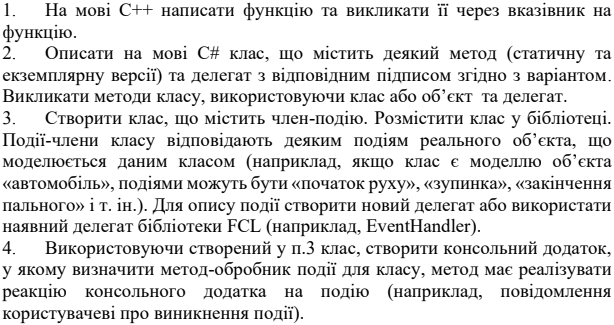 1. На мові C++ написати функцію та викликати її через вказівник на
функцію.
2. Описати на мові C# клас, що містить деякий метод (статичну та
екземплярну версії) та делегат з відповідним підписом згідно з варіантом.
Викликати методи класу, використовуючи клас або об’єкт та делегат.
3. Створити клас, що містить член-подію. Розмістити клас у бібліотеці.
Події-члени класу відповідають деяким подіям реального об’єкта, що
моделюється даним класом (наприклад, якщо клас є моделлю об’єкта
«автомобіль», подіями можуть бути «початок руху», «зупинка», «закінчення
пального» і т. ін.). Для опису події створити новий делегат або використати
наявний делегат бібліотеки FCL (наприклад, EventHandler).
4. Використовуючи створений у п.3 клас, створити консольний додаток,
у якому визначити метод-обробник події для класу, метод має реалізувати
реакцію консольного додатка на подію (наприклад, повідомлення
користувачеві про виникнення події).